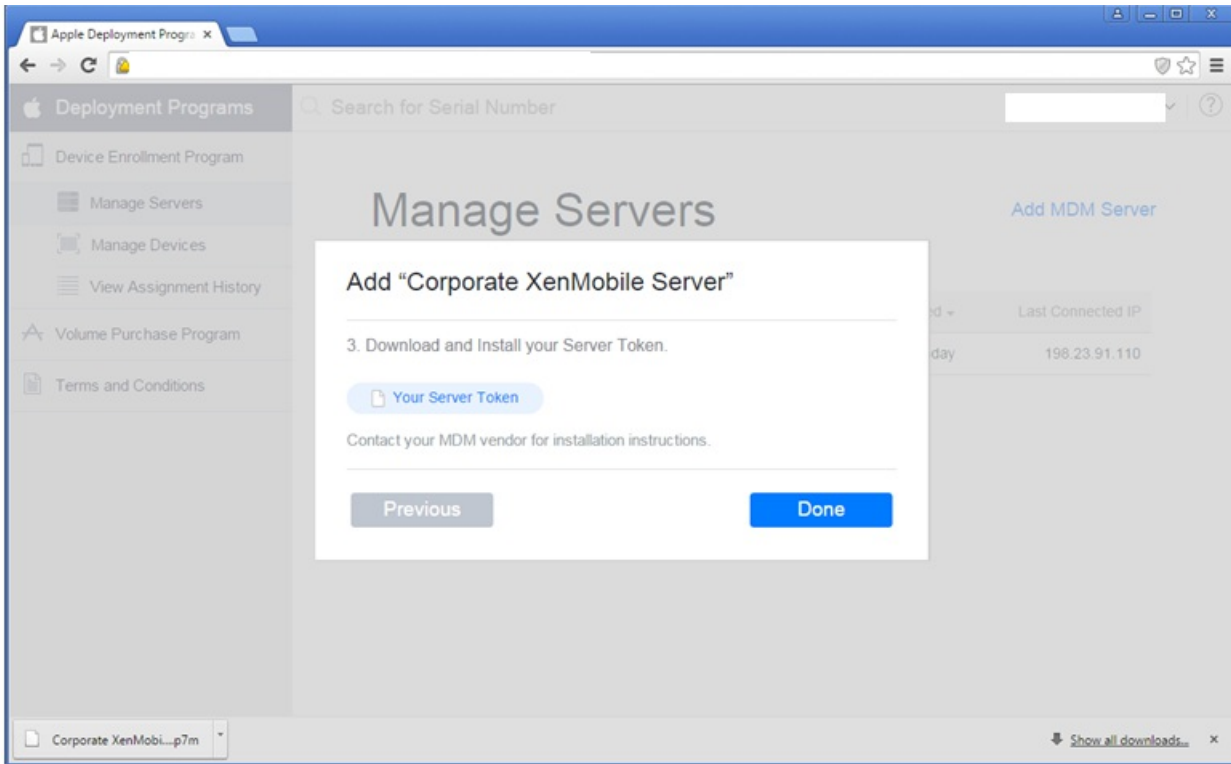 Apple Deployment Progra
Deployment Programs
Search for Serial Number
Device Enrollment Program
Manage Servers
Manage Devices
View Assignment History
Volume Purchase Program
Terms and Conditions
Manage Servers
Add MDM Server
Last Connected IP
day
198.23.91.110
Add “Corporate XenMobile Server”
3. Download and Install your Server Token.
Your Server Token
Contact your MDM vendor for installation instructions.
Previous
Done
Corporate XenMobi....p7m
Show all downloads...